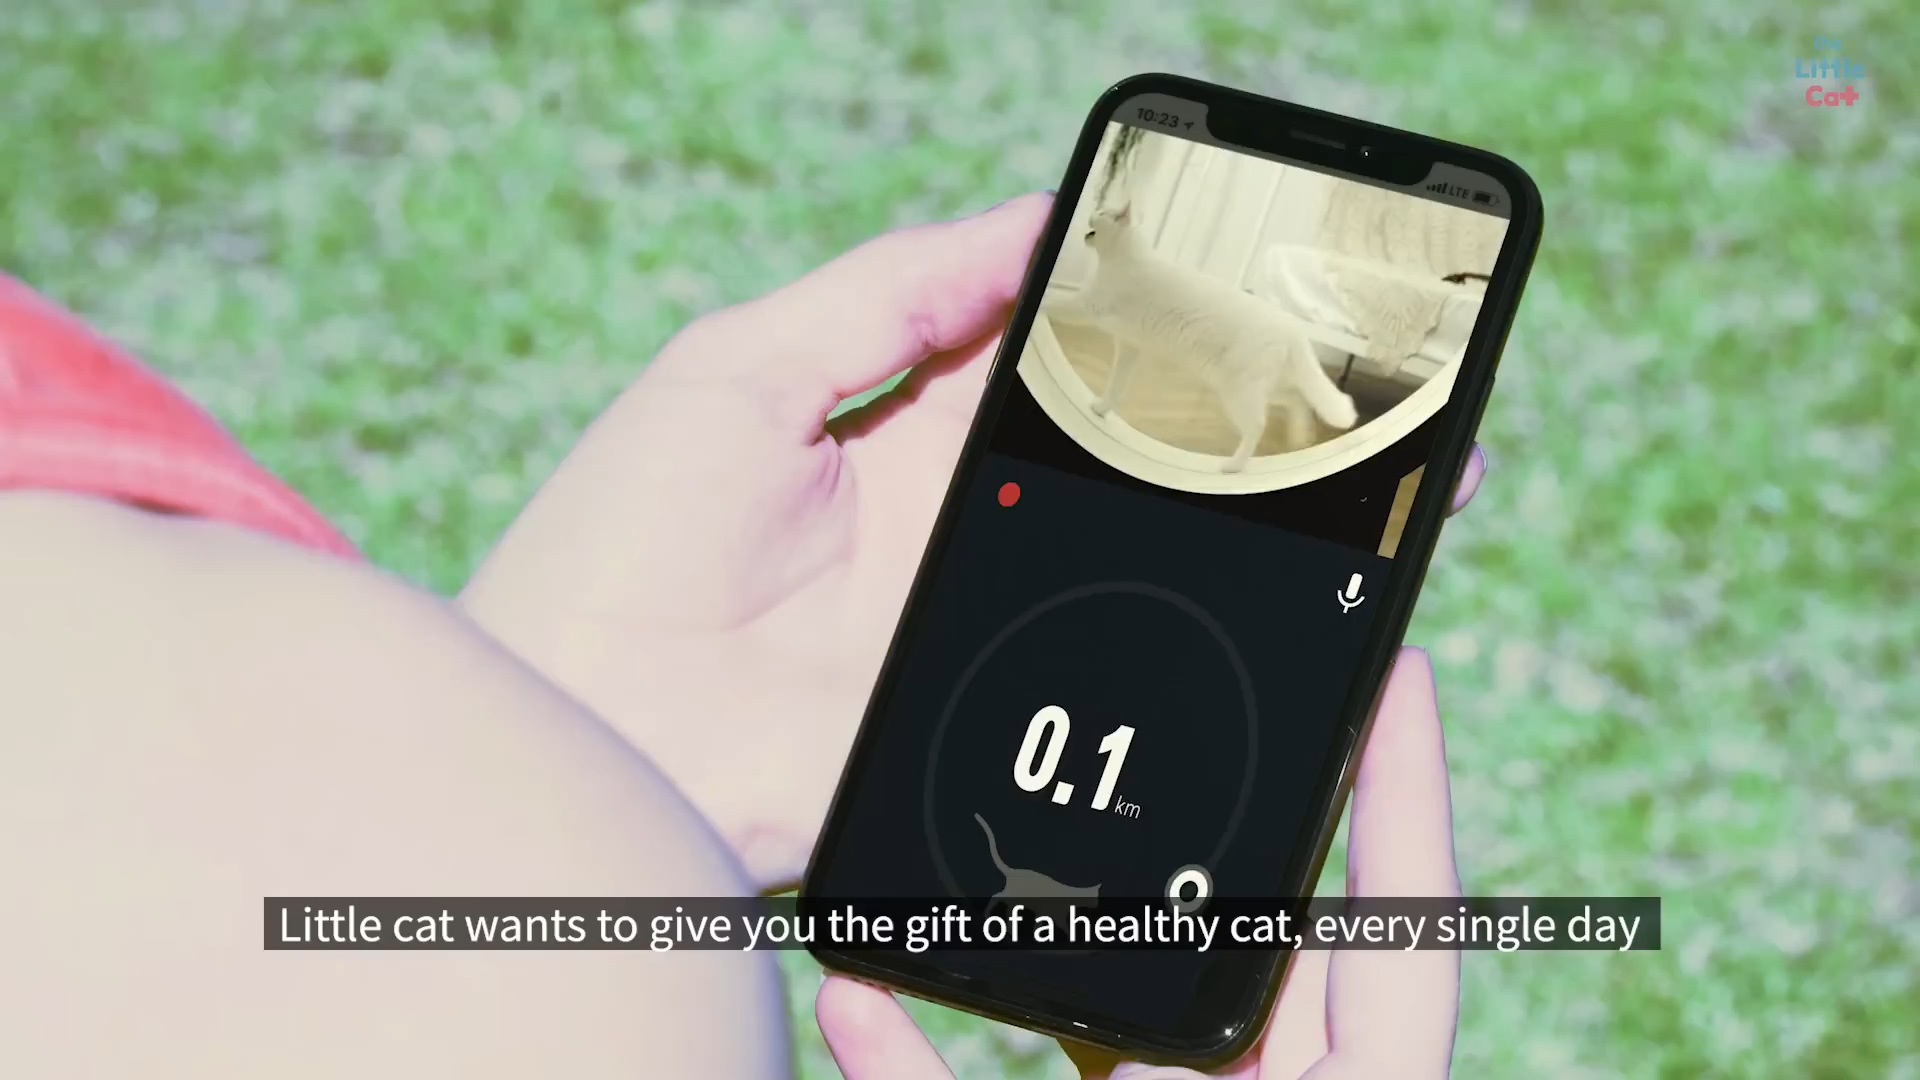 the
Little
Cat
10:23
LTE
0.1 km
Little cat wants to give you the gift of a healthy cat, every single day